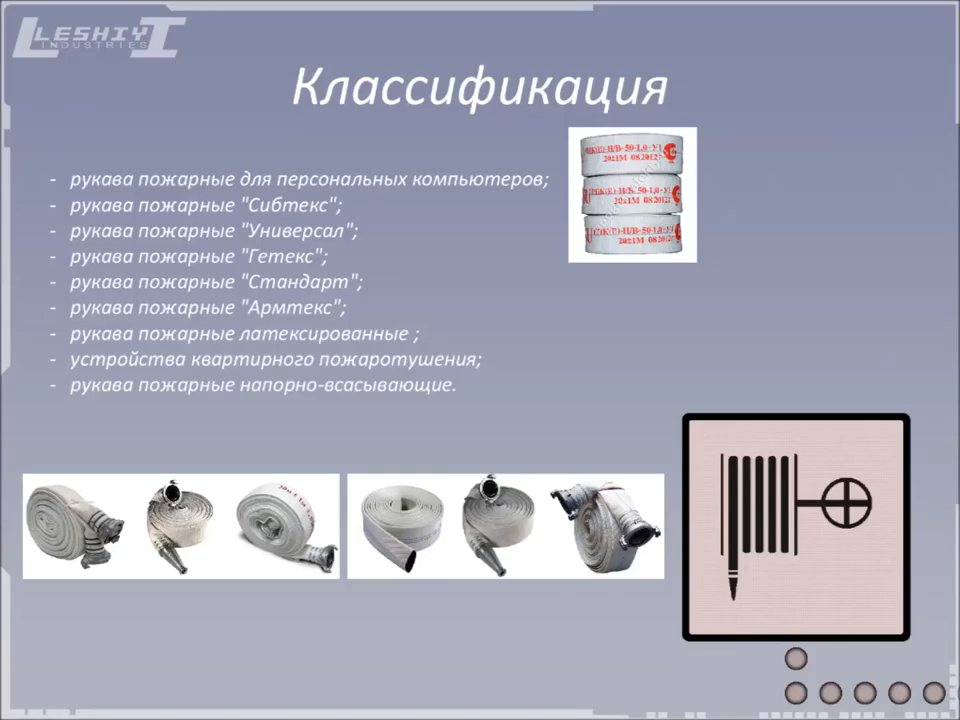 LESHIY
INDUSTRIES
Классификация
- рукава пожарные для персональных компьютеров;
- рукава пожарные "Сибтекс";
- рукава пожарные "Универсал";
- рукава пожарные "Гетекс";
- рукава пожарные "Стандарт";
- рукава пожарные "Армтекс";
- рукава пожарные латексированные ;
- устройства квартирного пожаротушения;
- рукава пожарные напорно-всасывающие.